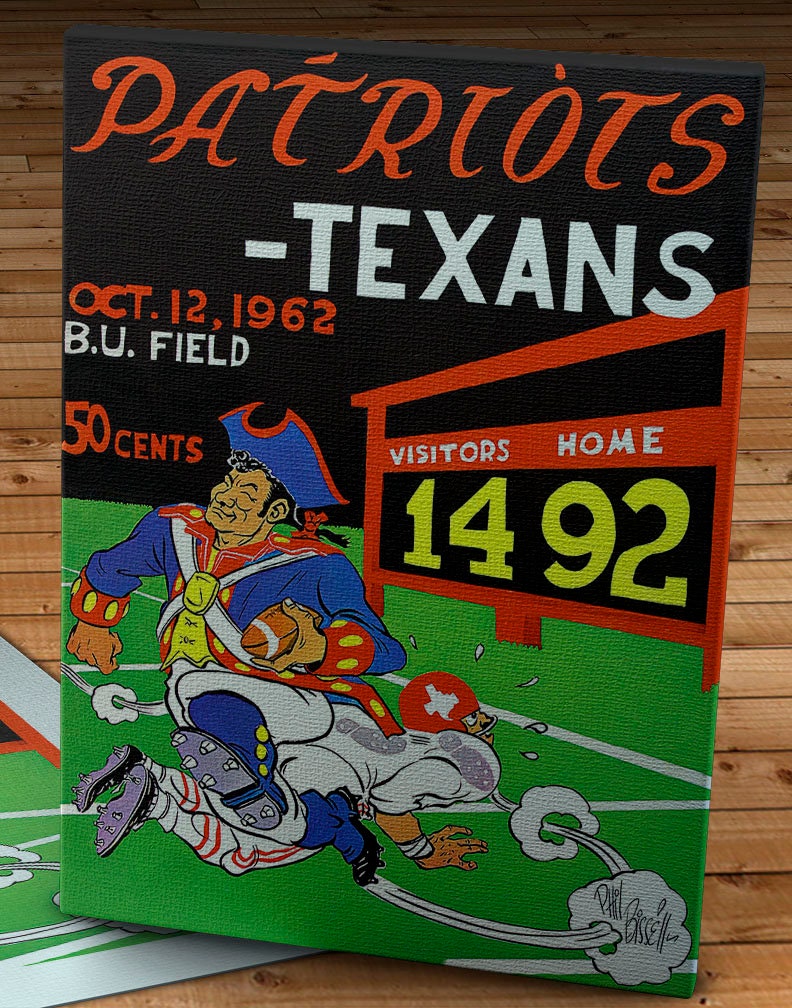 PATRIOTS
-TEXANS
OCT. 12, 1962
B.U. FIELD
50 CENTS
VISITORS HOME
14 92
PHIL BISSELL